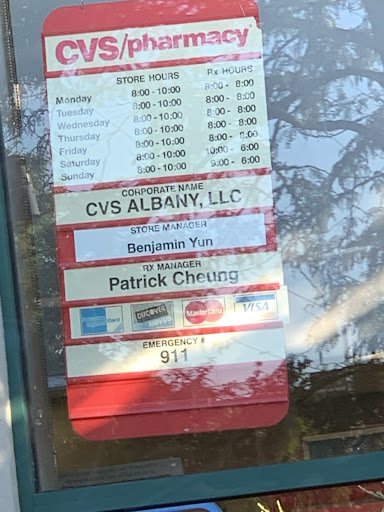 CVS/pharmacy
STORE HOURS Rx HOURS
Monday 8:00 - 10:00 8:00 - 8:00
Tuesday 8:00 - 10:00 8:00 - 8:00
Wednesday 8:00 - 10:00 8:00 - 8:00
Thursday 8:00 - 10:00 8:00 - 8:00
Friday 8:00 - 10:00 8:00 - 8:00
Saturday 8:00 - 10:00 10:00 - 6:00
Sunday 8:00 - 10:00 9:00 - 6:00
CORPORATE NAME
CVS ALBANY, LLC
STORE MANAGER
Benjamin Yun
RX MANAGER
Patrick Cheung
Card DISCOVER MasterCard VISA
EMERGENCY #
911